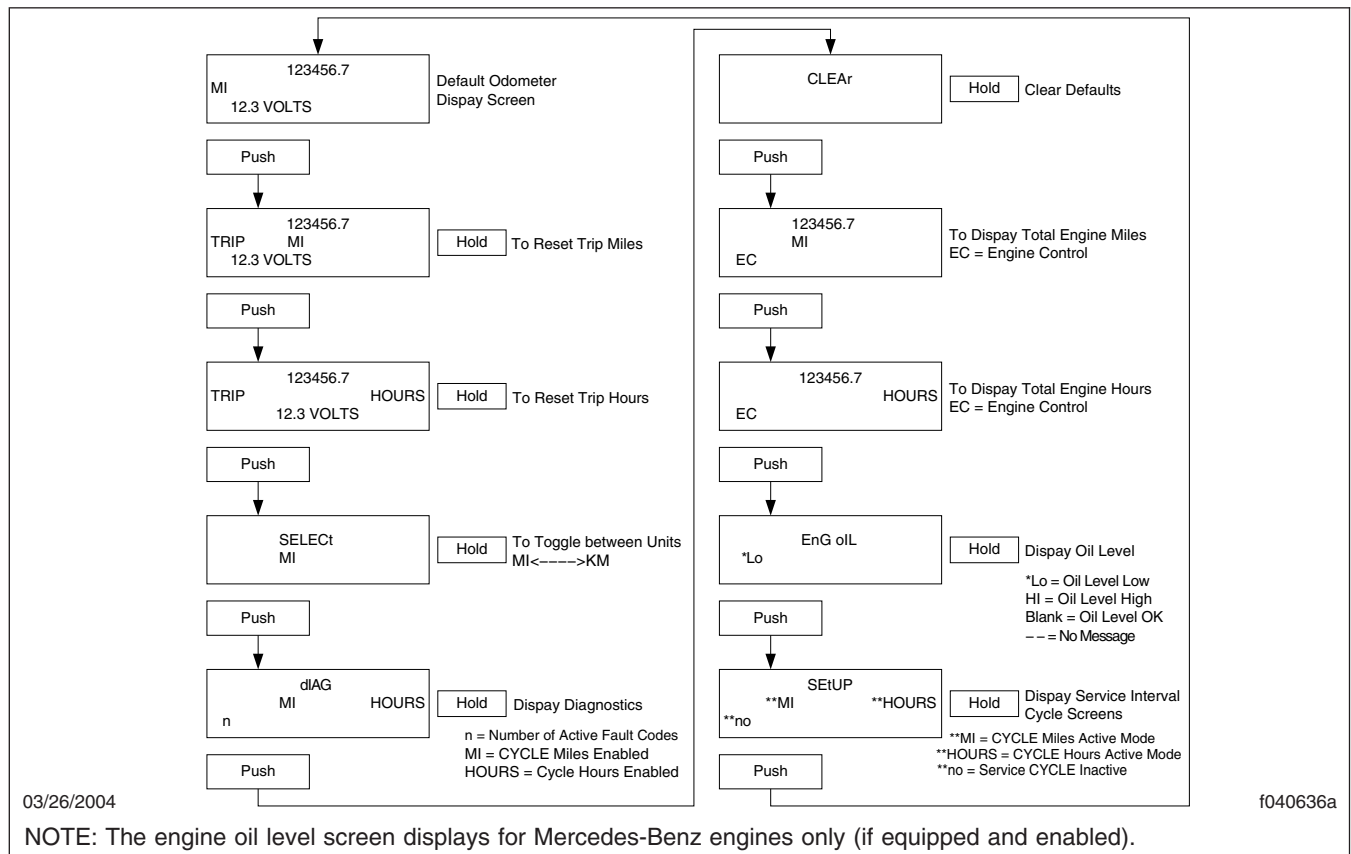 123456.7
MI
12.3 VOLTS
Default Odometer
Dispay Screen
Push
123456.7
TRIP MI
12.3 VOLTS
Hold
To Reset Trip Miles
Push
123456.7
TRIP HOURS
12.3 VOLTS
Hold
To Reset Trip Hours
Push
SELECt
MI
Hold
To Toggle between Units
MI<–––->KM
Push
dIAG
MI HOURS
n
Hold
Dispay Diagnostics
n = Number of Active Fault Codes
MI = CYCLE Miles Enabled
HOURS = Cycle Hours Enabled
Push
CLEAr
Hold
Clear Defaults
Push
123456.7
MI
EC
To Dispay Total Engine Miles
EC = Engine Control
Push
123456.7
HOURS
EC
To Dispay Total Engine Hours
EC = Engine Control
Push
EnG oIL
*Lo
Hold
Dispay Oil Level
*Lo = Oil Level Low
HI = Oil Level High
Blank = Oil Level OK
– – = No Message
Push
SEtUP
**MI **HOURS
**no
Hold
Dispay Service Interval
Cycle Screens
**MI = CYCLE Miles Active Mode
**HOURS = CYCLE Hours Active Mode
**no = Service CYCLE Inactive
Push
03/26/2004
f040636a
NOTE: The engine oil level screen displays for Mercedes-Benz engines only (if equipped and enabled).